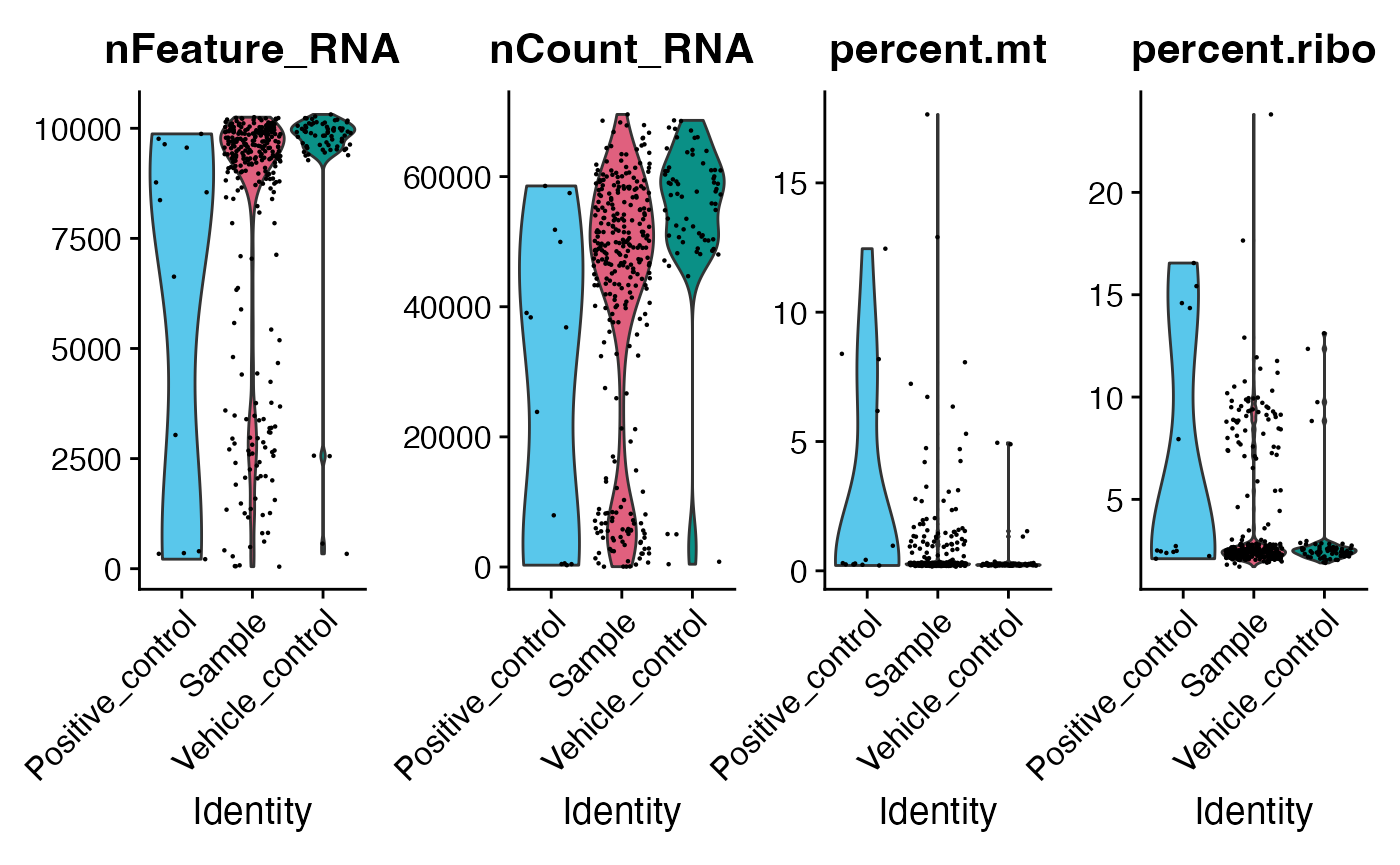 nFeature_RNA
10000
7500
5000
2500
0
Positive_control
Sample
Vehicle_control
Identity
nCount_RNA
60000
40000
20000
0
Positive_control
Sample
Vehicle_control
Identity
percent.mt
15
10
5
0
Positive_control
Sample
Vehicle_control
Identity
percent.ribo
20
15
10
5
Positive_control
Sample
Vehicle_control
Identity